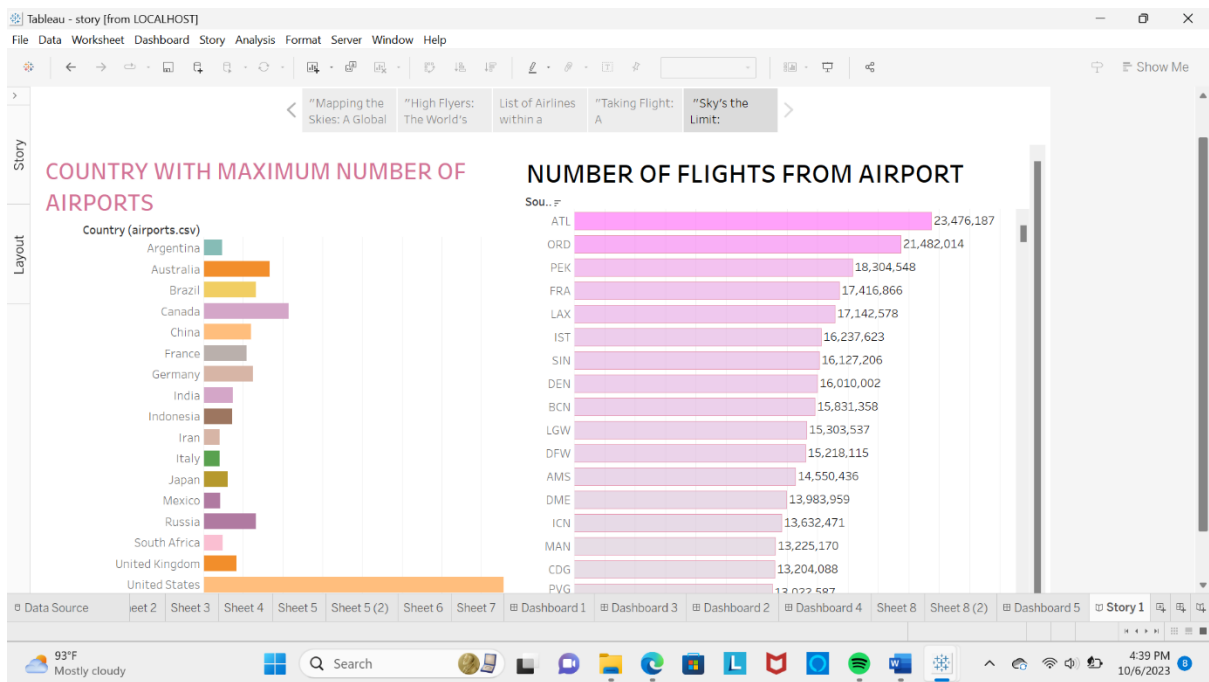 Tableau - story [from LOCALHOST]
File Data Worksheet Dashboard Story Analysis Format Server Window Help
Show Me
Story
Layout
"Mapping the Skies: A Global
"High Flyers: The World's
List of Airlines within a
"Taking Flight: A
"Sky's the Limit:
COUNTRY WITH MAXIMUM NUMBER OF
AIRPORTS
Country (airports.csv)
Argentina
Australia
Brazil
Canada
China
France
Germany
India
Indonesia
Iran
Italy
Japan
Mexico
Russia
South Africa
United Kingdom
United States
NUMBER OF FLIGHTS FROM AIRPORT
Sou..
ATL 23,476,187
ORD 21,482,014
PEK 18,304,548
FRA 17,416,866
LAX 17,142,578
IST 16,237,623
SIN 16,127,206
DEN 16,010,002
BCN 15,831,358
LGW 15,303,537
DFW 15,218,115
AMS 14,550,436
DME 13,983,959
ICN 13,632,471
MAN 13,225,170
CDG 13,204,088
PVG 13,022,587
Data Source eet 2 Sheet 3 Sheet 4 Sheet 5 Sheet 5 (2) Sheet 6 Sheet 7 Dashboard 1 Dashboard 3 Dashboard 2 Dashboard 4 Sheet 8 Sheet 8 (2) Dashboard 5 Story 1
93°F
Mostly cloudy
Search
L
W
4:39 PM
10/6/2023
8